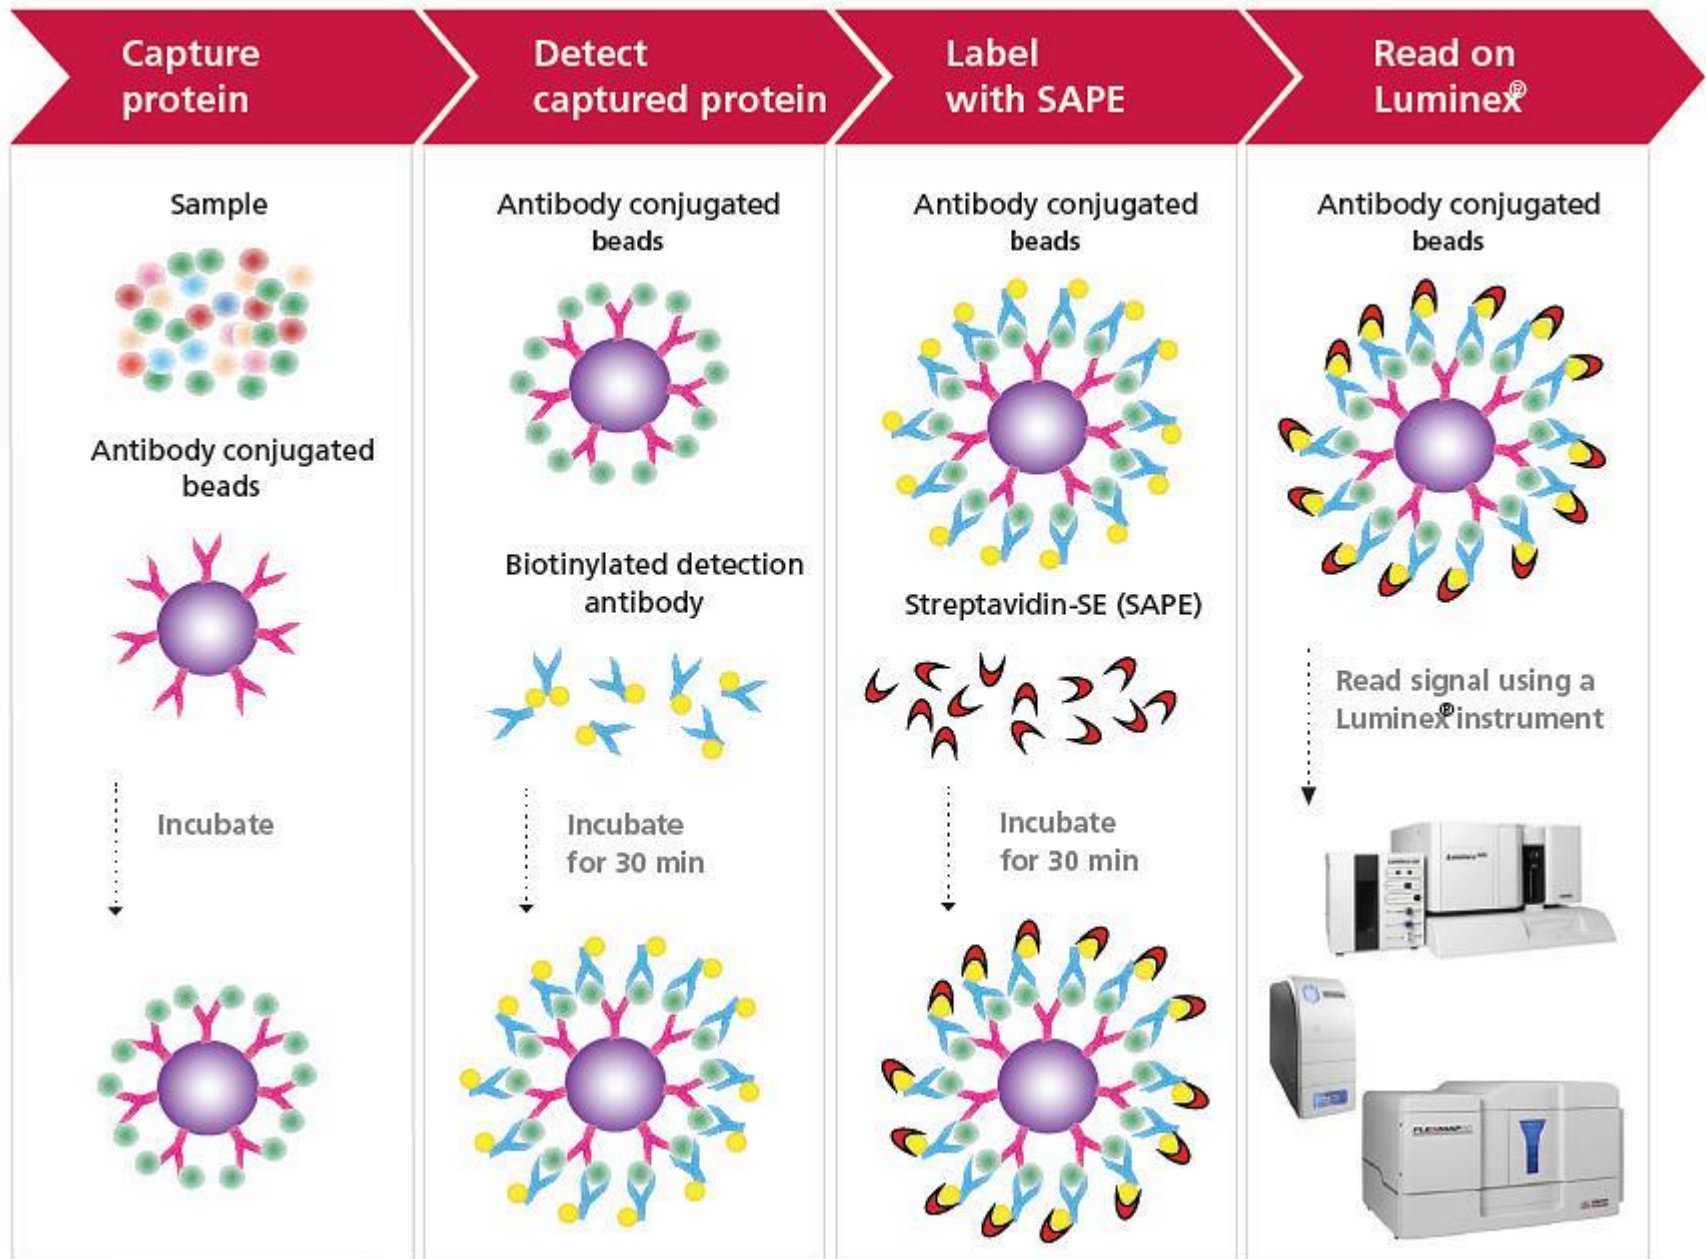 Capture
protein
Detect
captured protein
Label
with SAPE
Read on
Luminex®
Sample
Antibody conjugated
beads
Incubate
Antibody conjugated
beads
Biotinylated detection
antibody
Incubate
for 30 min
Antibody conjugated
beads
Streptavidin-SE (SAPE)
Incubate
for 30 min
Antibody conjugated
beads
Read signal using a
Luminex® instrument